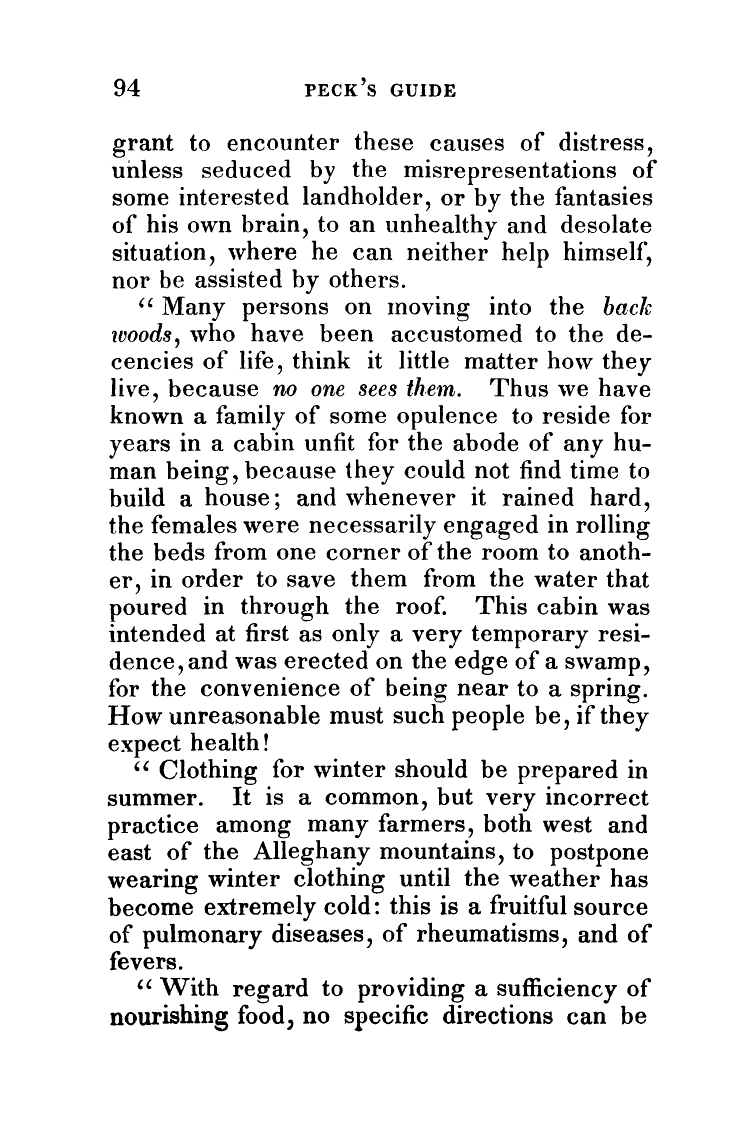 94 PECK'S GUIDE
grant to encounter these causes of distress,
unless seduced by the misrepresentations of
some interested landholder, or by the fantasies
of his own brain, to an unhealthy and desolate
situation, where he can neither help himself,
nor be assisted by others.
“ Many persons on moving into the back
woods, who have been accustomed to the de-
cencies of life, think it little matter how they
live, because no one sees them. Thus we have
known a family of some opulence to reside for
years in a cabin unfit for the abode of any hu-
man being, because they could not find time to
build a house; and whenever it rained hard,
the females were necessarily engaged in rolling
the beds from one corner of the room to anoth-
er, in order to save them from the water that
poured in through the roof. This cabin was
intended at first as only a very temporary resi-
dence, and was erected on the edge of a swamp,
for the convenience of being near to a spring.
How unreasonable must such people be, if they
expect health!
“ Clothing for winter should be prepared in
summer. It is a common, but very incorrect
practice among many farmers, both west and
east of the Alleghany mountains, to postpone
wearing winter clothing until the weather has
become extremely cold: this is a fruitful source
of pulmonary diseases, of rheumatisms, and of
fevers.
“ With regard to providing a sufficiency of
nourishing food, no specific directions can be